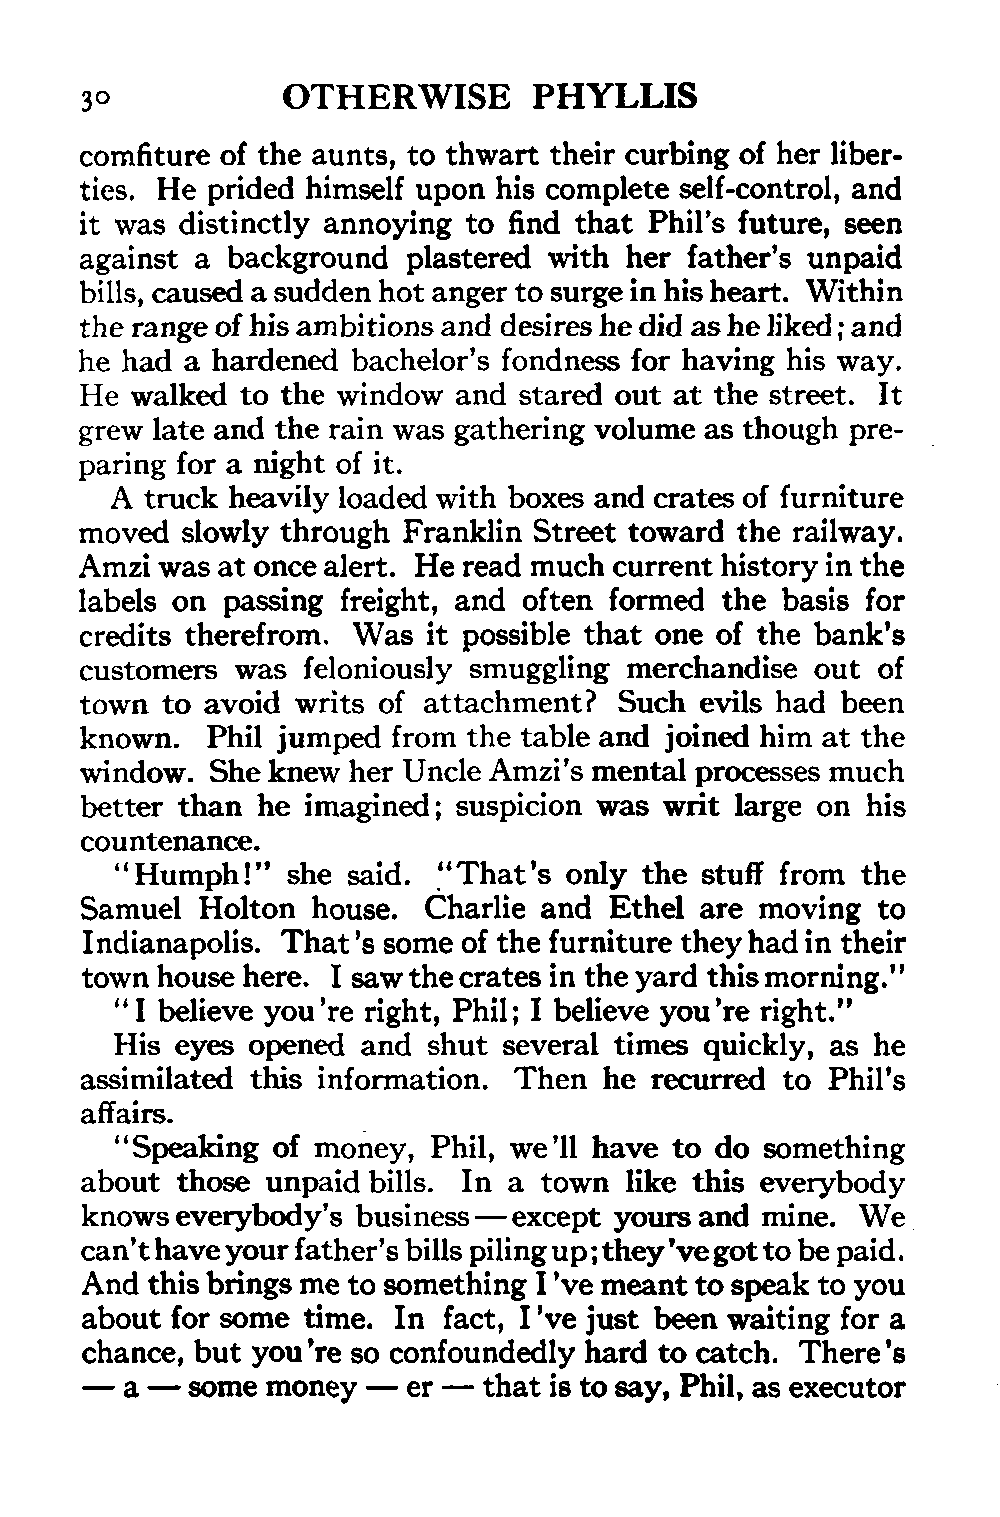 30 OTHERWISE PHYLLIS
comfiture of the aunts, to thwart their curbing of her liber-
ties. He prided himself upon his complete self-control, and
it was distinctly annoying to find that Phil's future, seen
against a background plastered with her father's unpaid
bills, caused a sudden hot anger to surge in his heart. Within
the range of his ambitions and desires he did as he liked; and
he had a hardened bachelor's fondness for having his way.
He walked to the window and stared out at the street. It
grew late and the rain was gathering volume as though pre-
paring for a night of it.
A truck heavily loaded with boxes and crates of furniture
moved slowly through Franklin Street toward the railway.
Amzi was at once alert. He read much current history in the
labels on passing freight, and often formed the basis for
credits therefrom. Was it possible that one of the bank's
customers was feloniously smuggling merchandise out of
town to avoid writs of attachment? Such evils had been
known. Phil jumped from the table and joined him at the
window. She knew her Uncle Amzi's mental processes much
better than he imagined; suspicion was writ large on his
countenance.
"Humph!" she said. "That's only the stuff from the
Samuel Holton house. Charlie and Ethel are moving to
Indianapolis. That's some of the furniture they had in their
town house here. I saw the crates in the yard this morning."
"I believe you're right, Phil; I believe you're right."
His eyes opened and shut several times quickly, as he
assimilated this information. Then he recurred to Phil's
affairs.
"Speaking of money, Phil, we'll have to do something
about those unpaid bills. In a town like this everybody
knows everybody's business—except yours and mine. We
can't have your father's bills piling up; they've got to be paid.
And this brings me to something I've meant to speak to you
about for some time. In fact, I've just been waiting for a
chance, but you're so confoundedly hard to catch. There's
— a — some money — er — that is to say, Phil, as executor